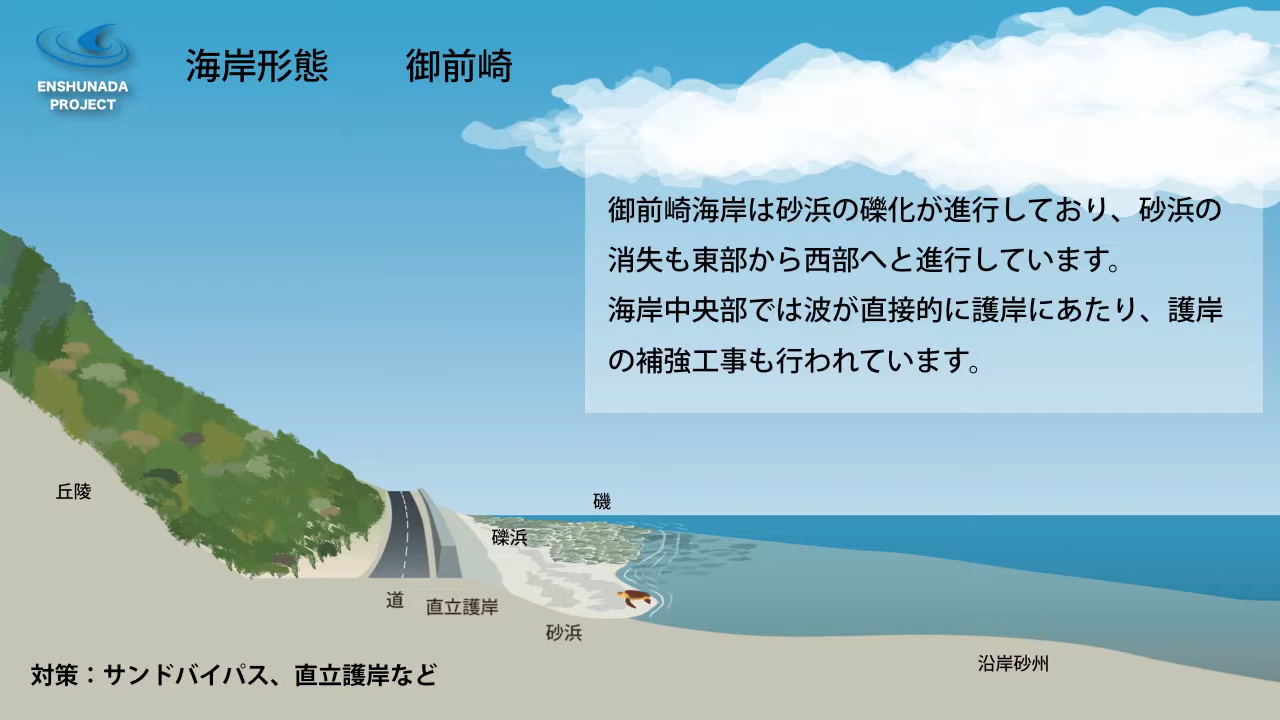 ENSHUNADA
PROJECT
海岸形態 御前崎
御前崎海岸は砂浜の礫化が進行しており、砂浜の
消失も東部から西部へと進行しています。
海岸中央部では波が直接的に護岸にあたり、護岸
の補強工事も行われています。
丘陵
磯
礫浜
道
直立護岸
砂浜
沿岸砂州
対策：サンドバイパス、直立護岸など